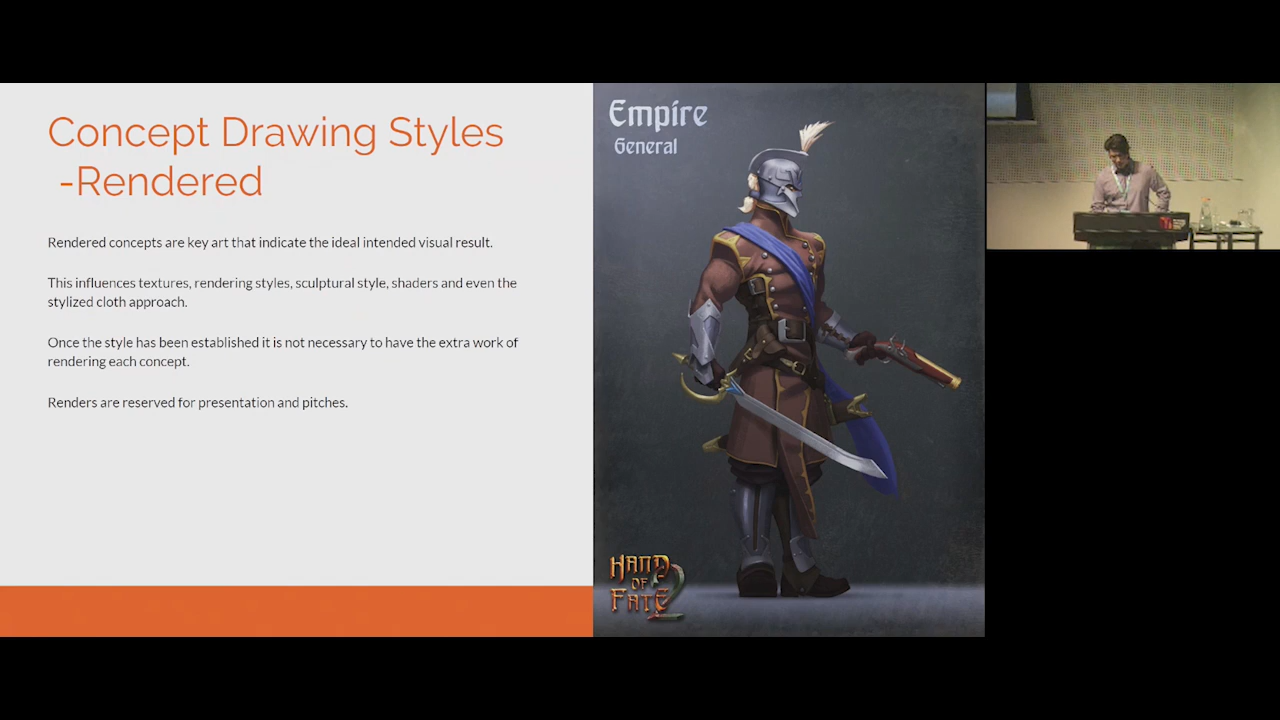 Concept Drawing Styles
-Rendered
Rendered concepts are key art that indicate the ideal intended visual result.
This influences textures, rendering styles, sculptural style, shaders and even the
stylized cloth approach.
Once the style has been established it is not necessary to have the extra work of
rendering each concept.
Renders are reserved for presentation and pitches.
Empire
General
HAND
OF
FATE 2